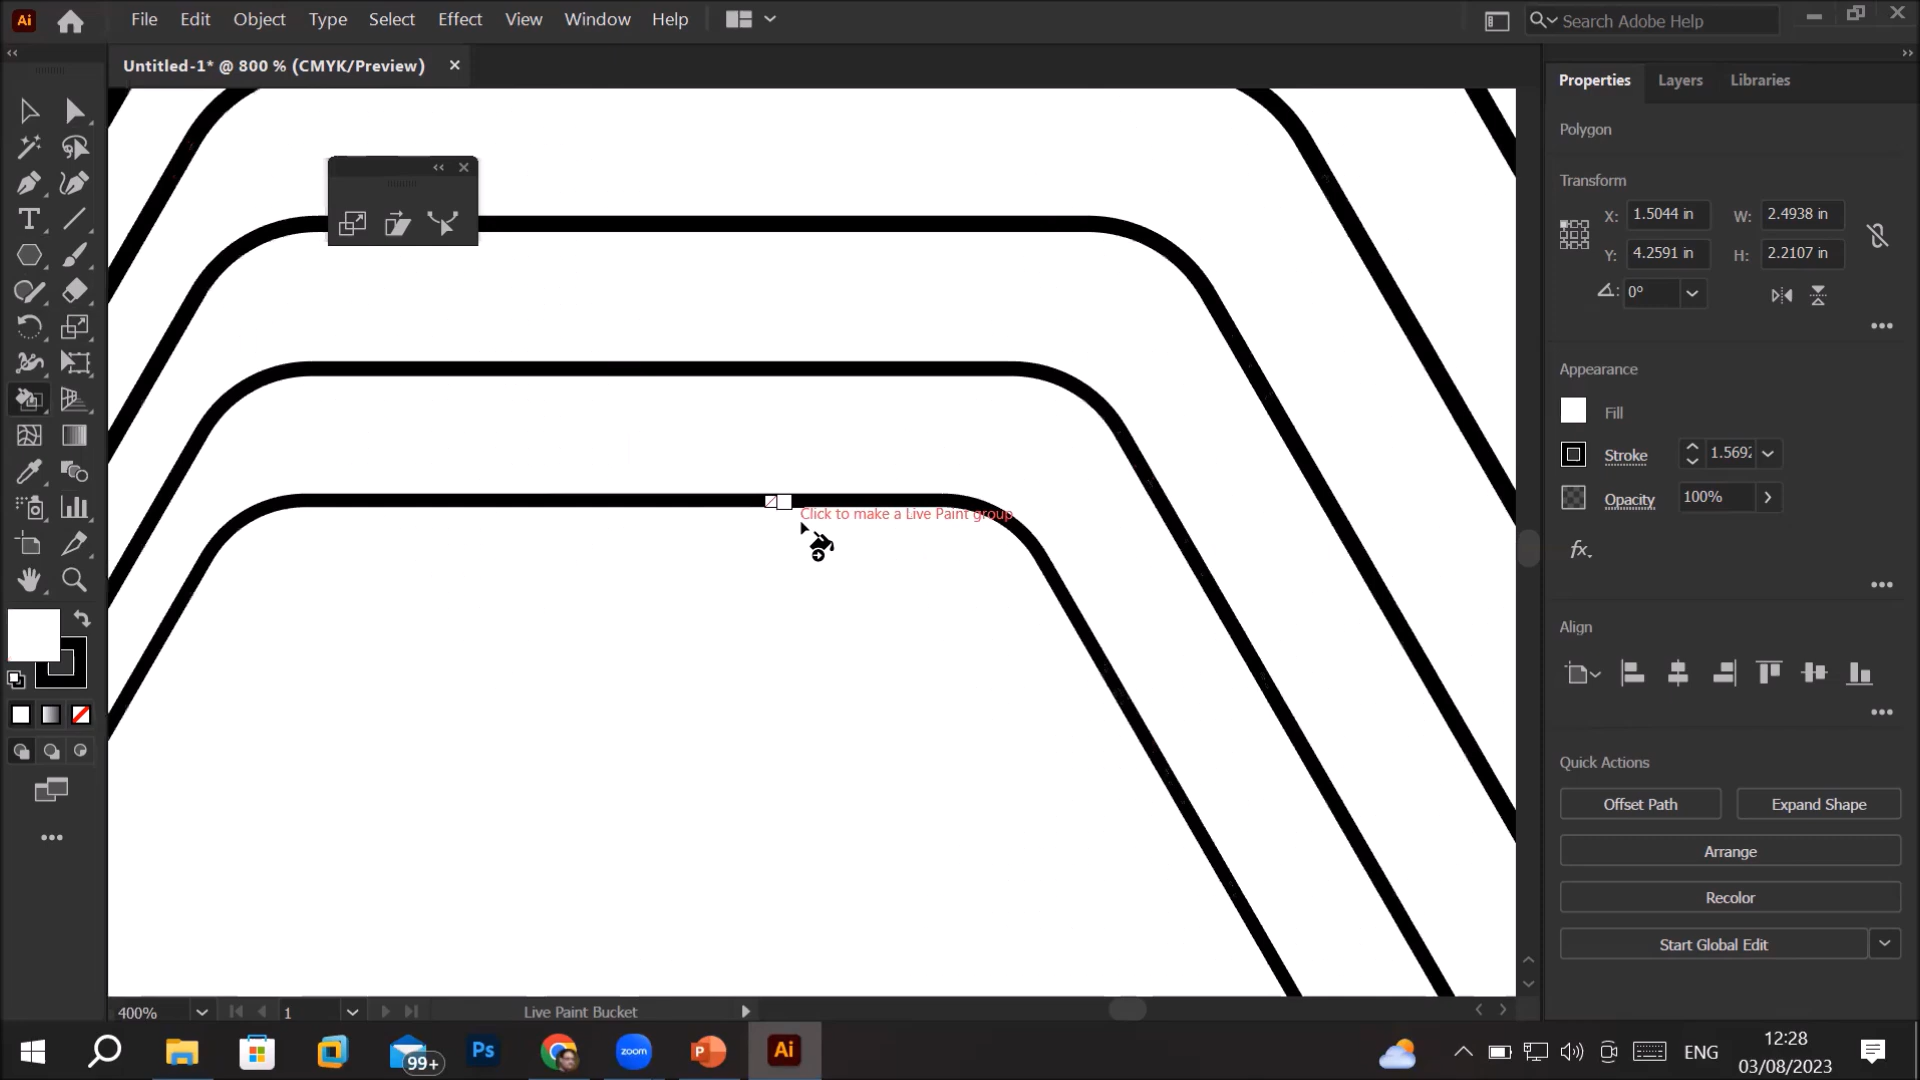 Ai File Edit Object Type Select Effect View Window Help Search Adobe Help
Untitled-1* @ 800 % (CMYK/Preview)
Properties Layers Libraries
Polygon
Transform
X: 1.5044 in W: 2.4938 in
Y: 4.2591 in H: 2.2107 in
0°
Appearance
Fill
Stroke 1.569
Opacity 100%
fx.
Click to make a Live Paint group
Align
Quick Actions
Offset Path Expand Shape
Arrange
Recolor
Start Global Edit
400% 1 Live Paint Bucket
99+ Ps zoom P Ai ENG 12:28
03/08/2023